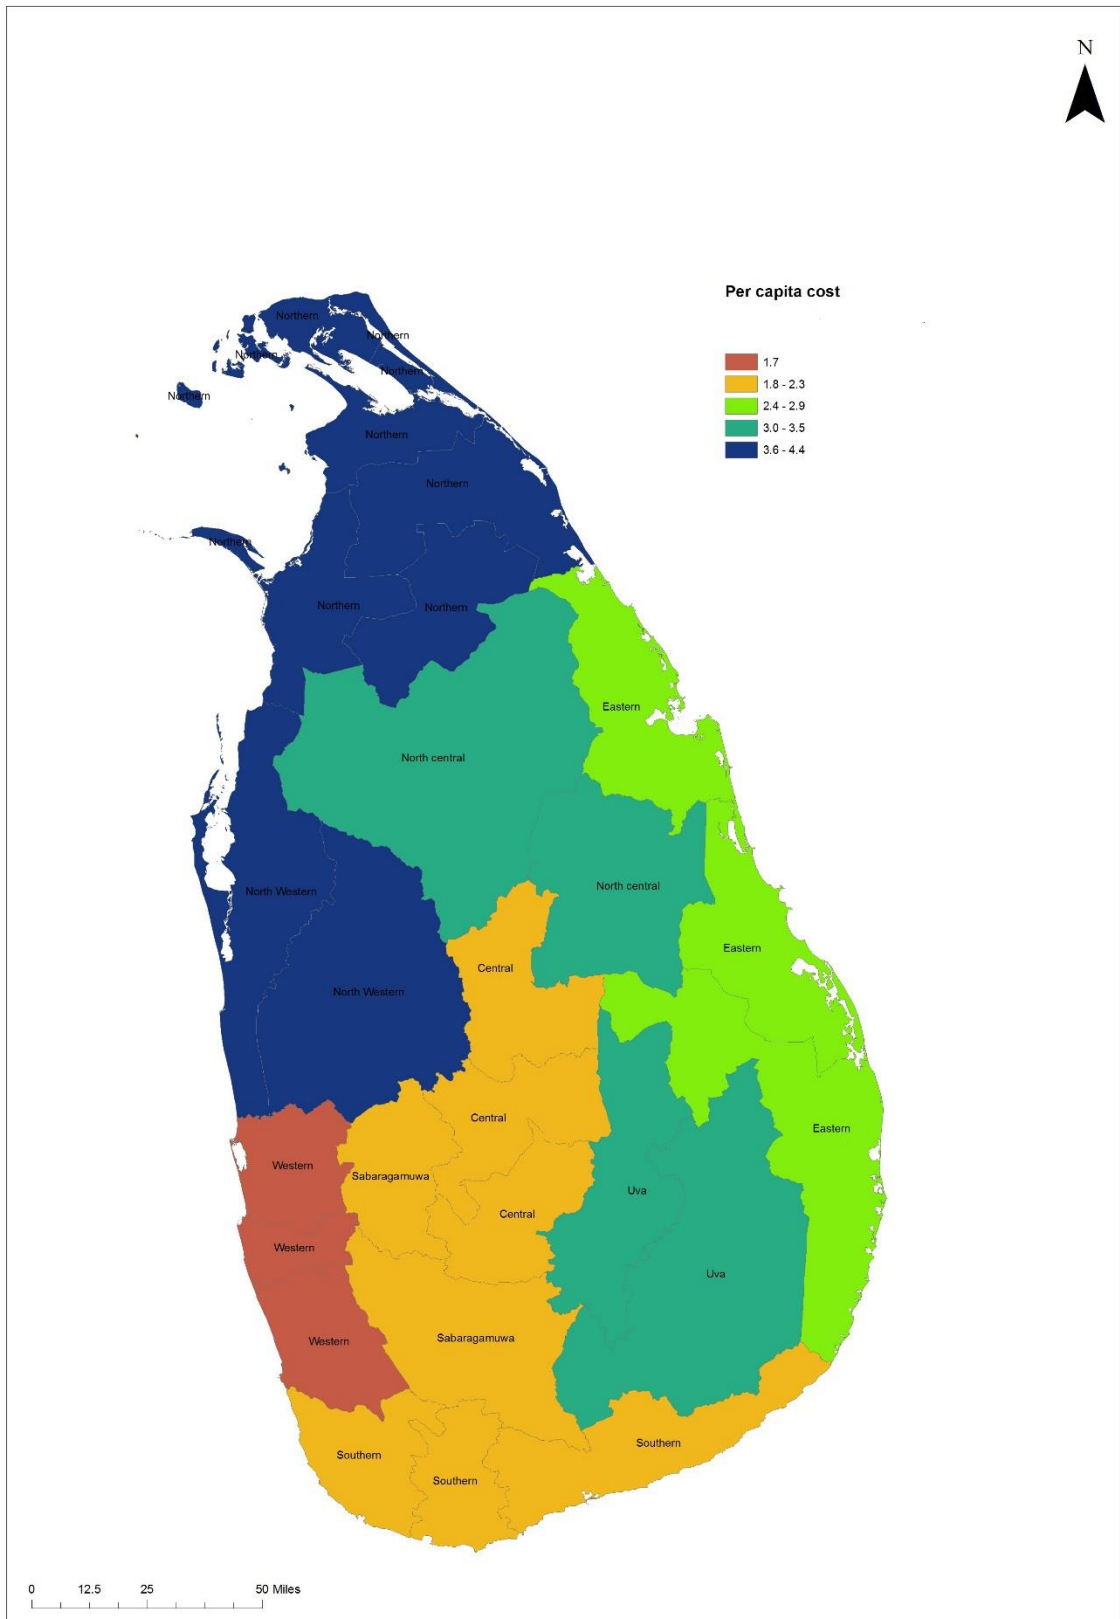 N
Per capita cost
1.7
1.8 - 2.3
2.4 - 2.9
3.0 - 3.5
3.6 - 4.4
Northern
Northern
Northern
Northern
Northern
Northern
Northern
Northern
Northern
Northern
Eastern
North central
North central
North Western
Eastern
Central
North Western
Central
Eastern
Western
Sabaragamuwa
Uva
Central
Western
Uva
Sabaragamuwa
Western
Southern
Southern
Southern
0 12.5 25 50 Miles